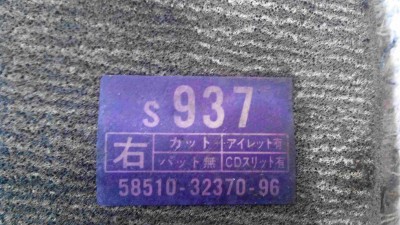 S 937
右 カット アイレット有
パット無 CDスリット有
58510-32370-96